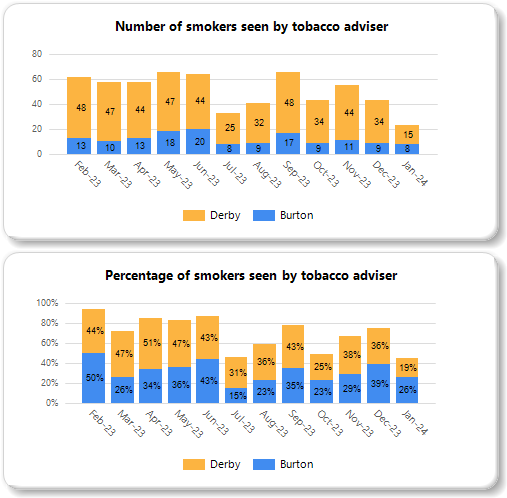 Number of smokers seen by tobacco adviser
80
60
40
20
0
48 47 44 47 44 25 32 48 34 44 34 15
13 10 13 18 20 8 9 17 9 11 9 8
Feb-23 Mar-23 Apr-23 May-23 Jun-23 Jul-23 Aug-23 Sep-23 Oct-23 Nov-23 Dec-23 Jan-24
Derby Burton
Percentage of smokers seen by tobacco adviser
100%
80%
60%
40%
20%
0%
44% 47% 51% 47% 43% 31% 36% 43% 25% 38% 36% 19%
50% 26% 34% 36% 43% 15% 23% 35% 23% 29% 39% 26%
Feb-23 Mar-23 Apr-23 May-23 Jun-23 Jul-23 Aug-23 Sep-23 Oct-23 Nov-23 Dec-23 Jan-24
Derby Burton